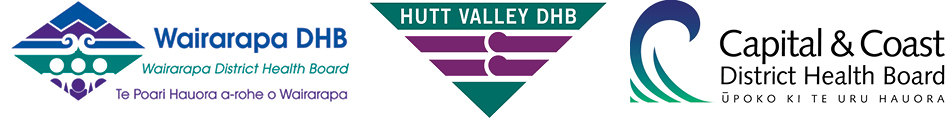 Wairarapa DHB
Wairarapa District Health Board
Te Poari Hauora a-rohe o Wairarapa
HUTT VALLEY DHB
Capital & Coast
District Health Board
ŪPOKO KI TE URU HAUORA